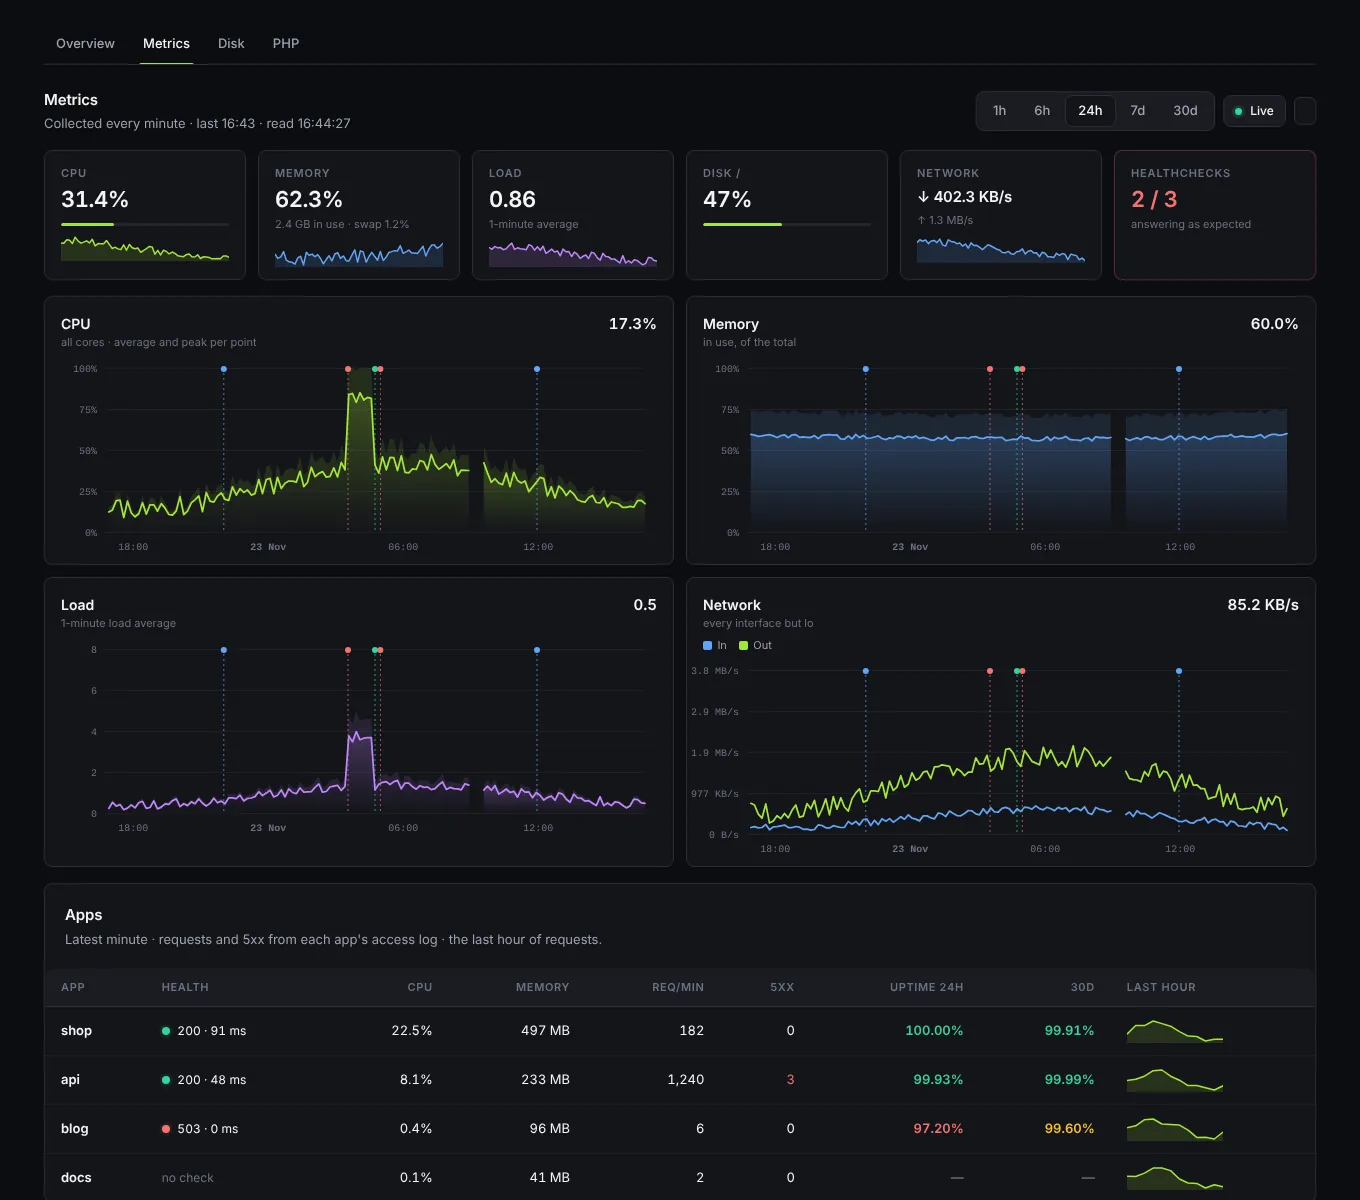 Overview Metrics Disk PHP
Metrics
Collected every minute · last 16:43 · read 16:44:27
1h 6h 24h 7d 30d Live
CPU
31.4%
MEMORY
62.3%
2.4 GB in use · swap 1.2%
LOAD
0.86
1-minute average
DISK /
47%
NETWORK
↓ 402.3 KB/s
↑ 1.3 MB/s
HEALTHCHECKS
2 / 3
answering as expected
CPU 17.3%
all cores · average and peak per point
100%
75%
50%
25%
0%
18:00 23 Nov 06:00 12:00
Memory 60.0%
in use, of the total
100%
75%
50%
25%
0%
18:00 23 Nov 06:00 12:00
Load 0.5
1-minute load average
8
6
4
2
0
18:00 23 Nov 06:00 12:00
Network 85.2 KB/s
every interface but lo
In Out
3.8 MB/s
2.9 MB/s
1.9 MB/s
977 KB/s
0 B/s
18:00 23 Nov 06:00 12:00
Apps
Latest minute · requests and 5xx from each app's access log · the last hour of requests.
APP HEALTH CPU MEMORY REQ/MIN 5XX UPTIME 24H 30D LAST HOUR
shop 200 · 91 ms 22.5% 497 MB 182 0 100.00% 99.91%
api 200 · 48 ms 8.1% 233 MB 1,240 3 99.93% 99.99%
blog 503 · 0 ms 0.4% 96 MB 6 0 97.20% 99.60%
docs no check 0.1% 41 MB 2 0 — —